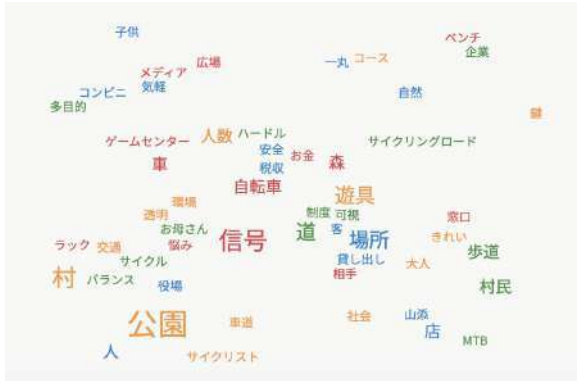 子供
ベンチ
企業
広場
一丸
コース
メディア
気軽
コンビニ
自然
多目的
鍵
ゲームセンター
人数
ハードル
サイクリングロード
安全
お金
森
車
税収
自転車
遊具
環境
透明
制度
可視
窓口
お母さん
信号
道
客
場所
きれい
ラック
交通
悩み
歩道
サイクル
貸し出し
大人
相手
村
バランス
役場
村民
公園
車道
社会
山添
店
人
サイクリスト
MTB